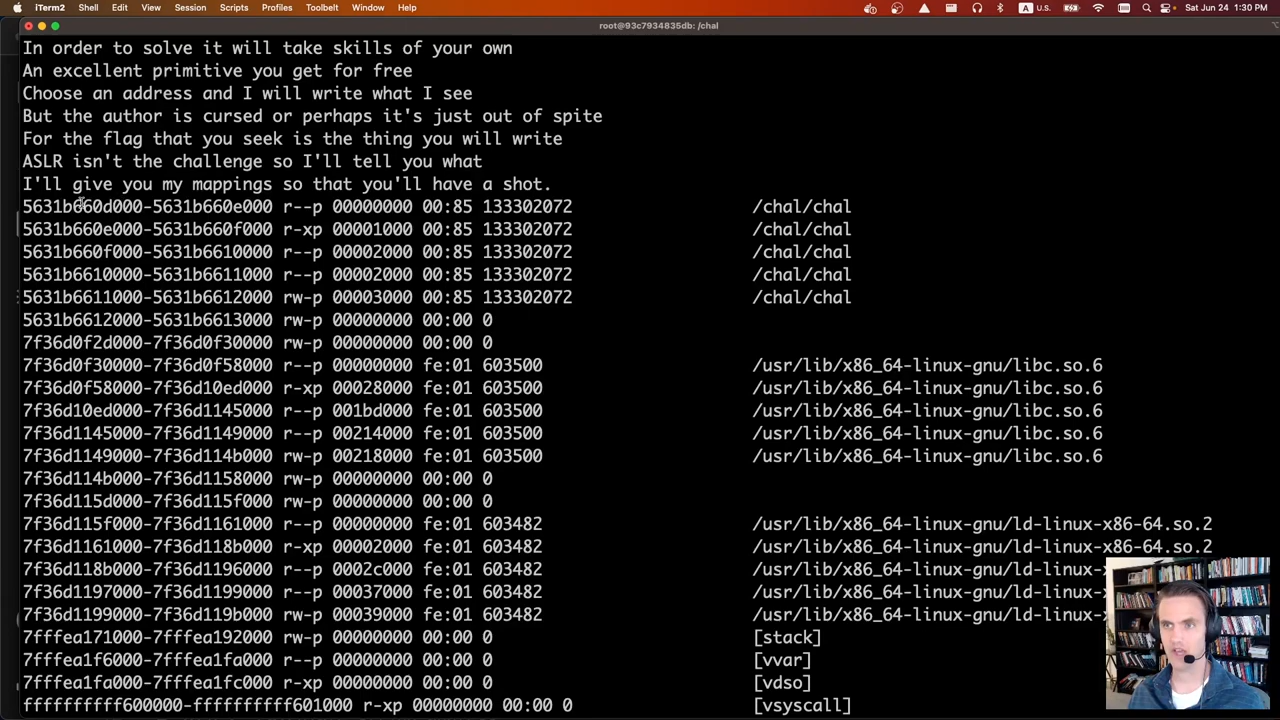 iTerm2 Shell Edit View Session Scripts Profiles Toolbelt Window Help U.S. Sat Jun 24 1:30 PM
root@93c7934835db: /chal
In order to solve it will take skills of your own
An excellent primitive you get for free
Choose an address and I will write what I see
But the author is cursed or perhaps it's just out of spite
For the flag that you seek is the thing you will write
ASLR isn't the challenge so I'll tell you what
I'll give you my mappings so that you'll have a shot.
5631b660d000-5631b660e000 r--p 00000000 00:85 133302072 /chal/chal
5631b660e000-5631b660f000 r-xp 00001000 00:85 133302072 /chal/chal
5631b660f000-5631b6610000 r--p 00002000 00:85 133302072 /chal/chal
5631b6610000-5631b6611000 r--p 00002000 00:85 133302072 /chal/chal
5631b6611000-5631b6612000 rw-p 00003000 00:85 133302072 /chal/chal
5631b6612000-5631b6613000 rw-p 00000000 00:00 0
7f36d0f2d000-7f36d0f30000 rw-p 00000000 00:00 0
7f36d0f30000-7f36d0f58000 r--p 00000000 fe:01 603500 /usr/lib/x86_64-linux-gnu/libc.so.6
7f36d0f58000-7f36d10ed000 r-xp 00028000 fe:01 603500 /usr/lib/x86_64-linux-gnu/libc.so.6
7f36d10ed000-7f36d1145000 r--p 001bd000 fe:01 603500 /usr/lib/x86_64-linux-gnu/libc.so.6
7f36d1145000-7f36d1149000 r--p 00214000 fe:01 603500 /usr/lib/x86_64-linux-gnu/libc.so.6
7f36d1149000-7f36d114b000 rw-p 00218000 fe:01 603500 /usr/lib/x86_64-linux-gnu/libc.so.6
7f36d114b000-7f36d1158000 rw-p 00000000 00:00 0
7f36d115d000-7f36d115f000 rw-p 00000000 00:00 0
7f36d115f000-7f36d1161000 r--p 00000000 fe:01 603482 /usr/lib/x86_64-linux-gnu/ld-linux-x86-64.so.2
7f36d1161000-7f36d118b000 r-xp 00002000 fe:01 603482 /usr/lib/x86_64-linux-gnu/ld-linux-x86-64.so.2
7f36d118b000-7f36d1196000 r--p 0002c000 fe:01 603482 /usr/lib/x86_64-linux-gnu/ld-linux-x
7f36d1197000-7f36d1199000 r--p 00037000 fe:01 603482 /usr/lib/x86_64-linux-gnu/ld-linux-x
7f36d1199000-7f36d119b000 rw-p 00039000 fe:01 603482 /usr/lib/x86_64-linux-gnu/ld-linux-x
7fffea171000-7fffea192000 rw-p 00000000 00:00 0 [stack]
7fffea1f6000-7fffea1fa000 r--p 00000000 00:00 0 [vvar]
7fffea1fa000-7fffea1fc000 r-xp 00000000 00:00 0 [vdso]
ffffffffff600000-ffffffffff601000 r-xp 00000000 00:00 0 [vsyscall]